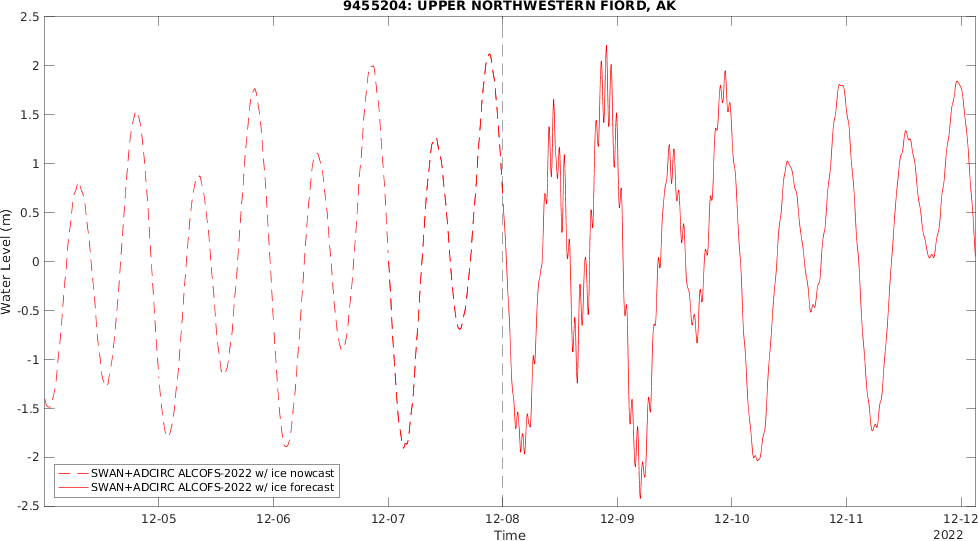 9455204: UPPER NORTHWESTERN FIORD, AK
2.5
2
1.5
1
0.5
0
-0.5
-1
-1.5
-2
-2.5
Water Level (m)
SWAN+ADCIRC ALCOFS-2022 w/ ice nowcast
SWAN+ADCIRC ALCOFS-2022 w/ ice forecast
12-05 12-06 12-07 12-08 12-09 12-10 12-11 12-12
Time 2022